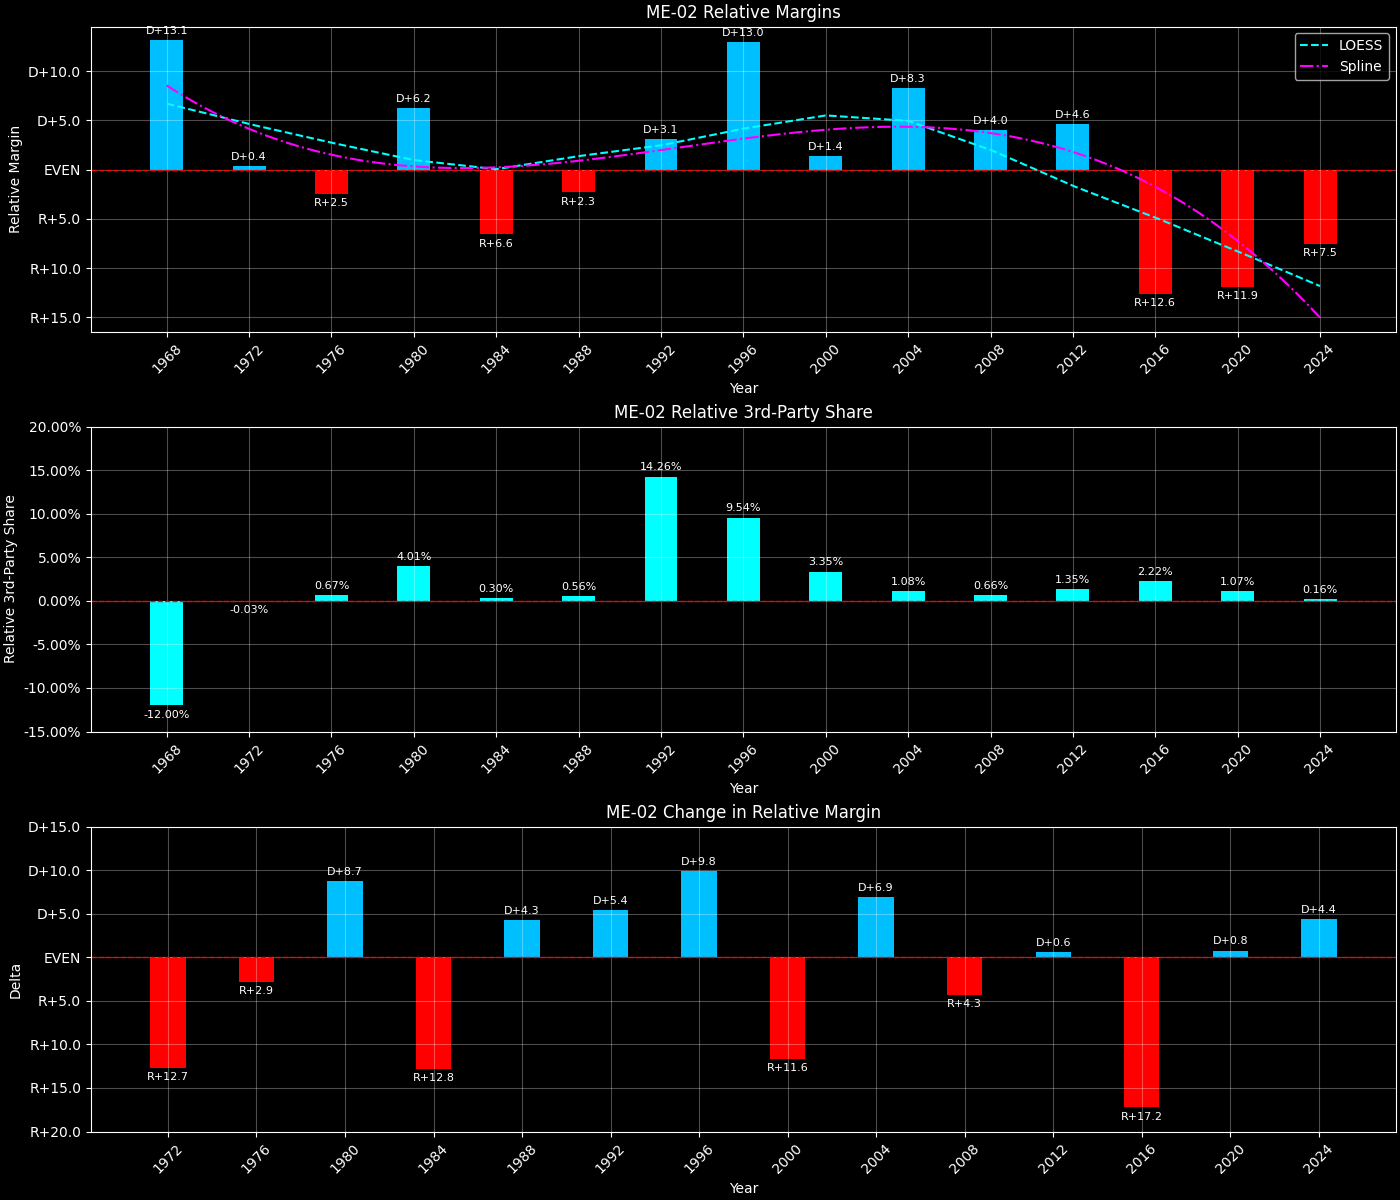 ME-02 Relative Margins
D+13.1
D+0.4
R+2.5
D+6.2
R+6.6
R+2.3
D+3.1
D+13.0
D+1.4
D+8.3
D+4.0
D+4.6
R+12.6
R+11.9
R+7.5
LOESS
Spline
D+10.0
D+5.0
EVEN
R+5.0
R+10.0
R+15.0
Relative Margin
1968 1972 1976 1980 1984 1988 1992 1996 2000 2004 2008 2012 2016 2020 2024
Year
ME-02 Relative 3rd-Party Share
20.00%
15.00%
10.00%
5.00%
0.00%
-5.00%
-10.00%
-15.00%
Relative 3rd-Party Share
-12.00%
-0.03%
0.67%
4.01%
0.30%
0.56%
14.26%
9.54%
3.35%
1.08%
0.66%
1.35%
2.22%
1.07%
0.16%
1968 1972 1976 1980 1984 1988 1992 1996 2000 2004 2008 2012 2016 2020 2024
Year
ME-02 Change in Relative Margin
D+15.0
D+10.0
D+5.0
EVEN
R+5.0
R+10.0
R+15.0
R+20.0
Delta
R+12.7
R+2.9
D+8.7
R+12.8
D+4.3
D+5.4
D+9.8
R+11.6
D+6.9
R+4.3
D+0.6
R+17.2
D+0.8
D+4.4
1972 1976 1980 1984 1988 1992 1996 2000 2004 2008 2012 2016 2020 2024
Year